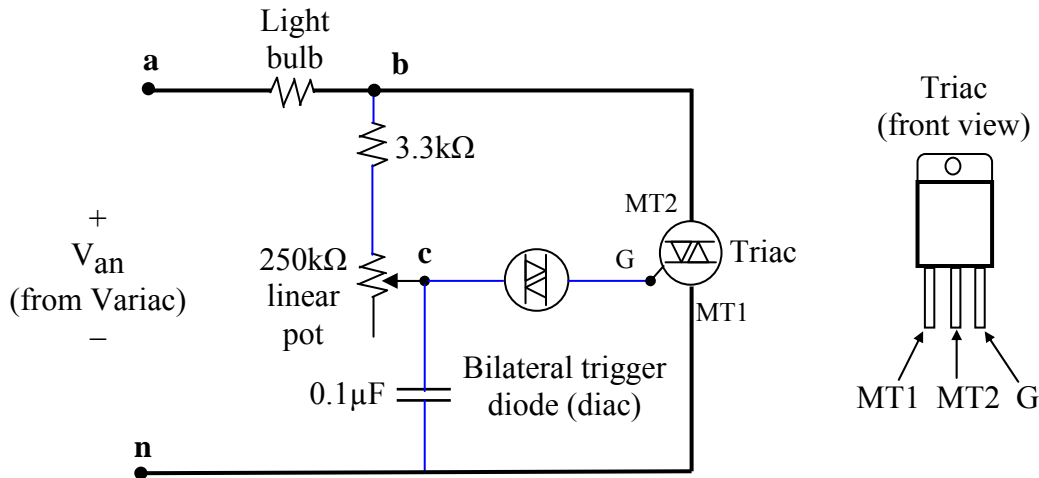 Light
bulb
a
b
3.3kΩ
+
Van
(from Variac)
–
250kΩ
linear
pot
c
G
MT2
Triac
MT1
0.1µF
Bilateral trigger
diode (diac)
n
Triac
(front view)
MT1 MT2 G